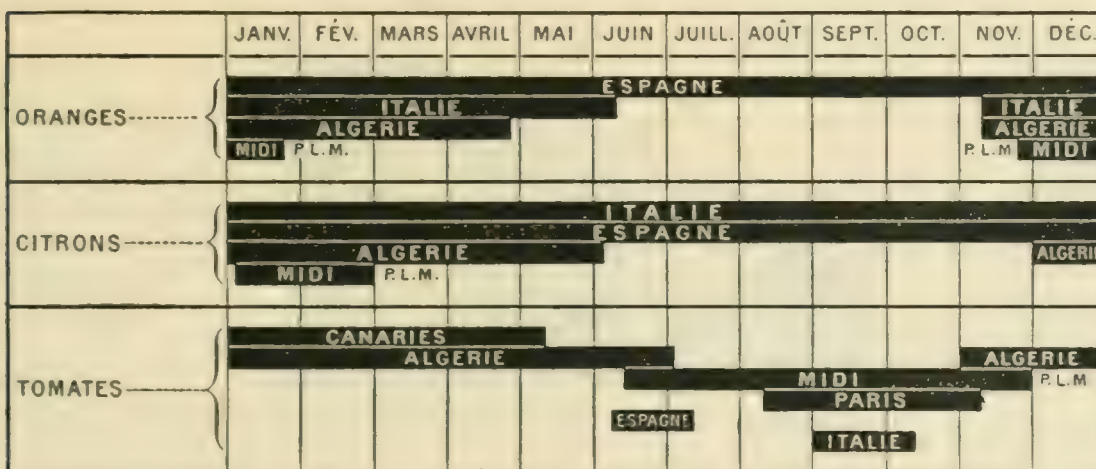 JANV. FÉV. MARS AVRIL MAI JUIN JUILL. AOÛT SEPT. OCT. NOV. DÉC.
ORANGES
ESPAGNE
ITALIE ITALIE
ALGERIE ALGERIE
MIDI P.L.M. P.L.M MIDI
CITRONS
ITALIE
ESPAGNE
ALGERIE ALGERIE
MIDI P.L.M.
TOMATES
CANARIES
ALGERIE ALGERIE
MIDI P.L.M
PARIS
ESPAGNE
ITALIE